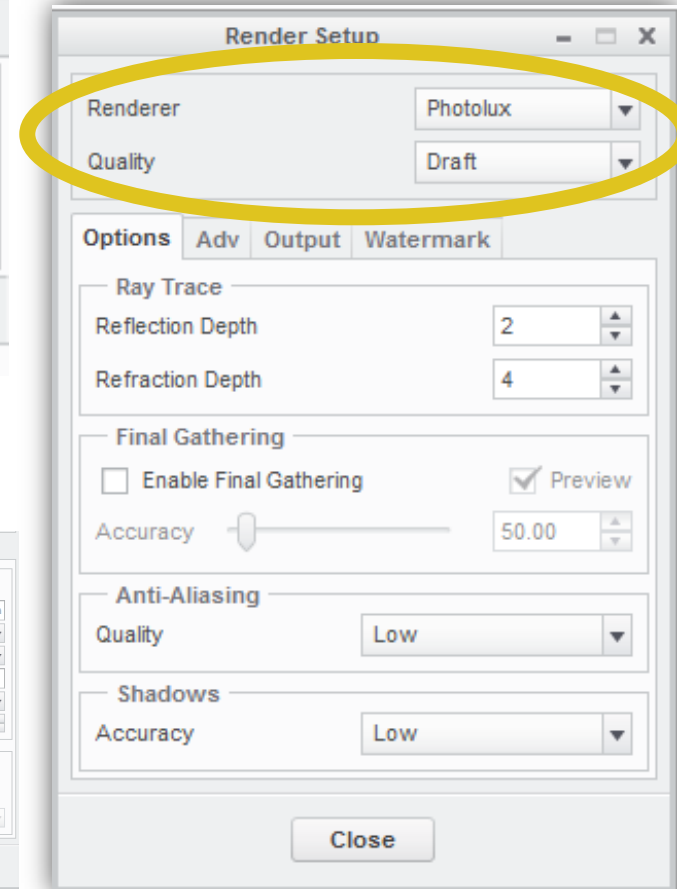 Render Setup
Renderer Photolux
Quality Draft
Options Adv Output Watermark
Ray Trace
Reflection Depth 2
Refraction Depth 4
Final Gathering
Enable Final Gathering Preview
Accuracy 50.00
Anti-Aliasing
Quality Low
Shadows
Accuracy Low
Close